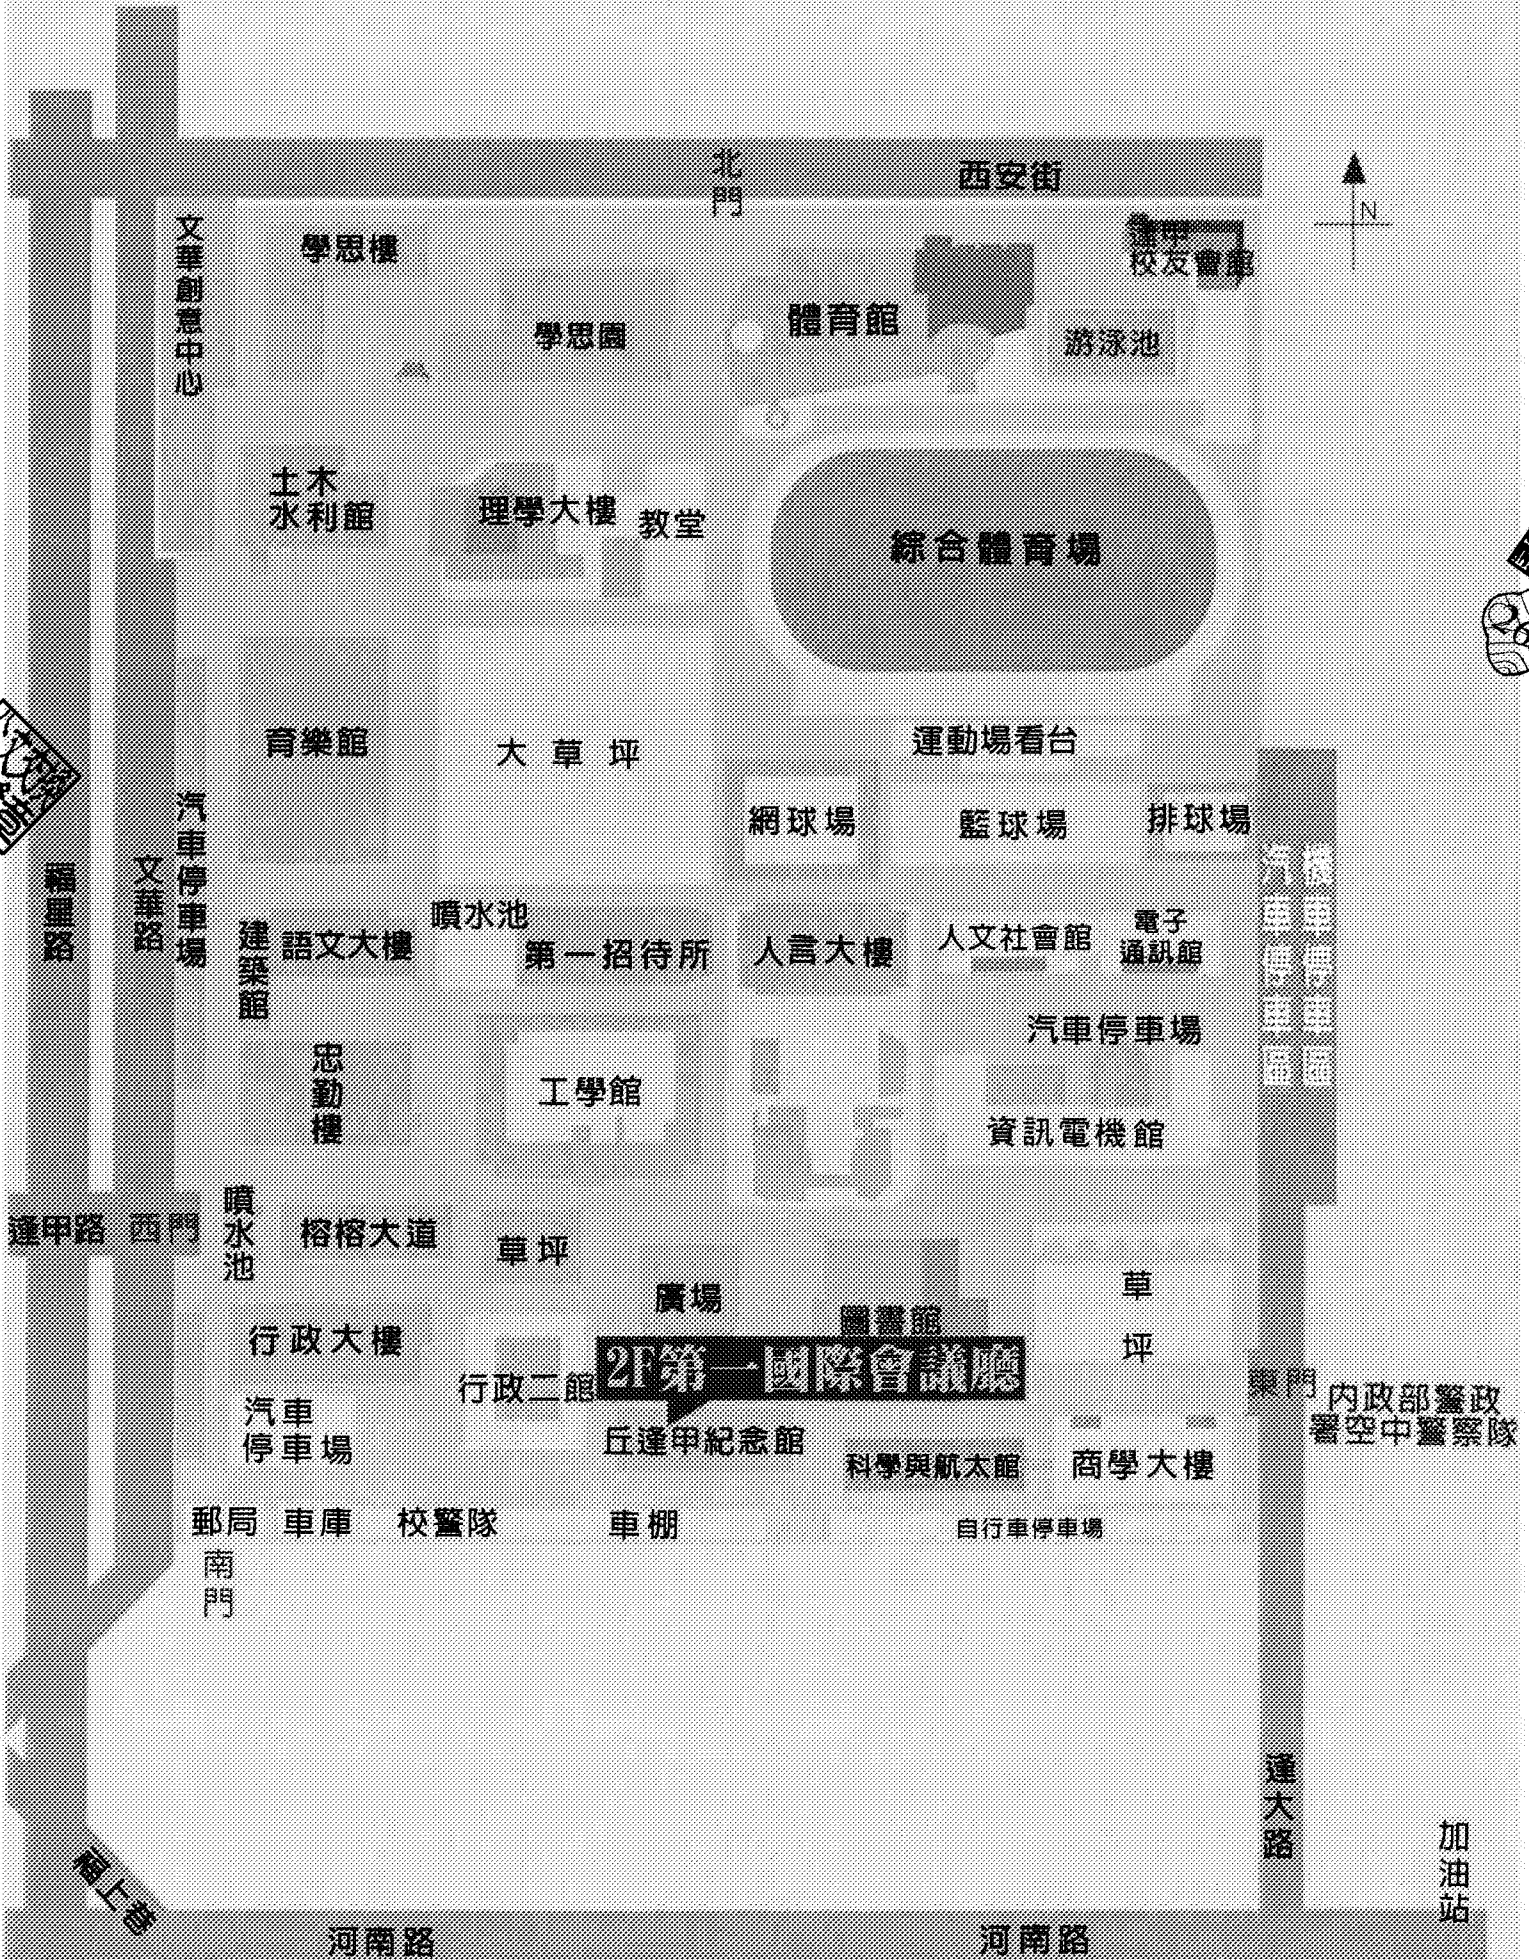 北門
西安街
N
文華創意中心
學思樓
逢甲
校友會館
學思園
體育館
游泳池
土木
水利館
理學大樓
教堂
綜合體育場
育樂館
大草坪
運動場看台
網球場
籃球場
排球場
福星路
文華路
汽車停車場
汽車停車區
機車停車區
建築館
語文大樓
噴水池
第一招待所
人言大樓
人文社會館
電子
通訊館
汽車停車場
忠勤樓
工學館
資訊電機館
逢甲路
西門
噴水池
榕榕大道
草坪
廣場
圖書館
草坪
行政大樓
2F第一國際會議廳
行政二館
東門
內政部警政
署空中警察隊
汽車
停車場
丘逢甲紀念館
科學與航太館
商學大樓
郵局
車庫
校警隊
車棚
自行車停車場
南門
逢大路
加油站
福上巷
河南路
河南路